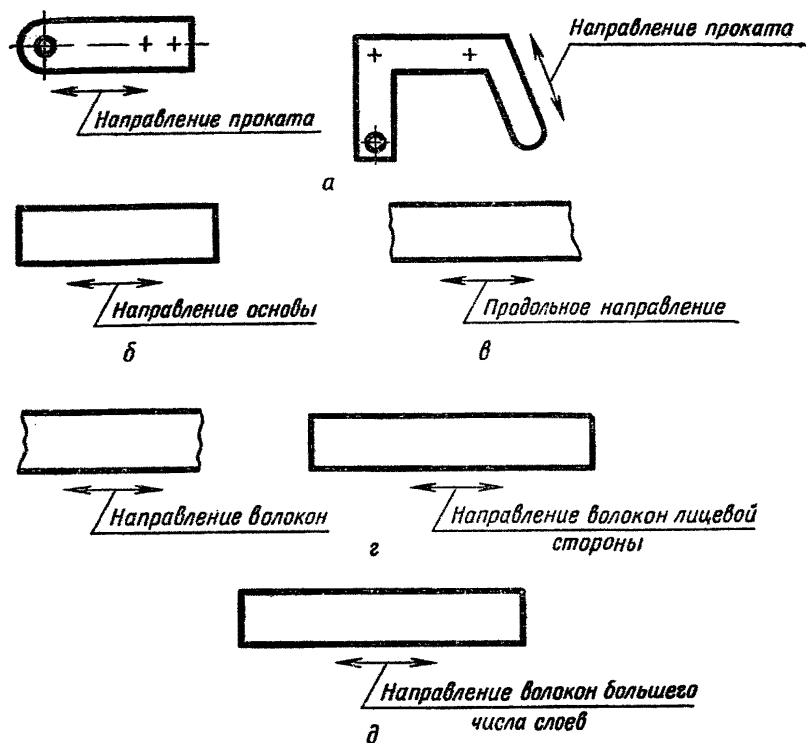 Направление проката
Направление проката
а
Направление основы
б
Продольное направление
в
Направление волокон
Направление волокон лицевой
стороны
г
Направление волокон большего
числа слоев
д